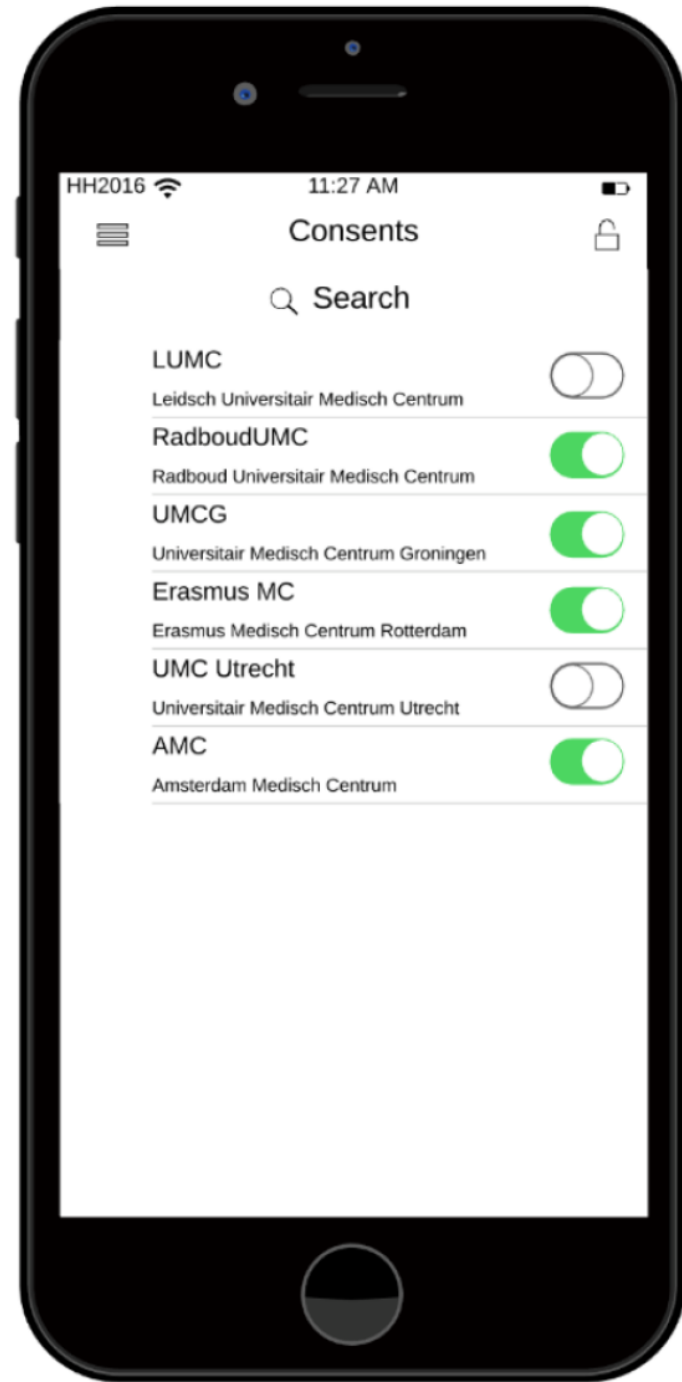 HH2016 11:27 AM
Consents
Search
LUMC
Leidsch Universitair Medisch Centrum
RadboudUMC
Radboud Universitair Medisch Centrum
UMCG
Universitair Medisch Centrum Groningen
Erasmus MC
Erasmus Medisch Centrum Rotterdam
UMC Utrecht
Universitair Medisch Centrum Utrecht
AMC
Amsterdam Medisch Centrum